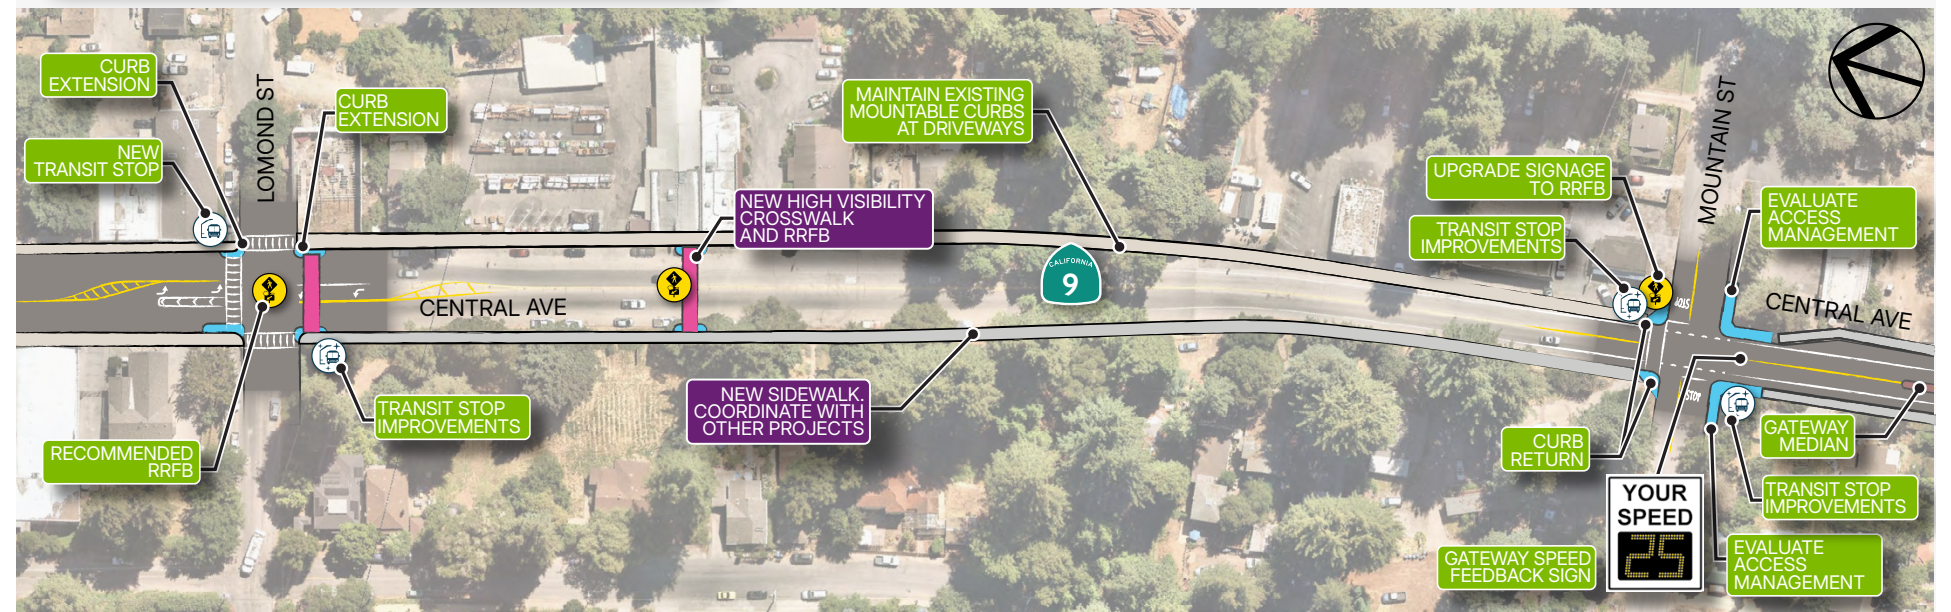 CURB
EXTENSION
LOMOND ST
CURB
EXTENSION
NEW
TRANSIT STOP
MAINTAIN EXISTING
MOUNTABLE CURBS
AT DRIVEWAYS
NEW HIGH VISIBILITY
CROSSWALK
AND RRFB
UPGRADE SIGNAGE
TO RRFB
MOUNTAIN ST
TRANSIT STOP
IMPROVEMENTS
EVALUATE
ACCESS
MANAGEMENT
CALIFORNIA
9
CENTRAL AVE
CENTRAL AVE
STOP
STOP
NEW SIDEWALK.
COORDINATE WITH
OTHER PROJECTS
TRANSIT STOP
IMPROVEMENTS
RECOMMENDED
RRFB
CURB
RETURN
GATEWAY
MEDIAN
YOUR
SPEED
25
GATEWAY SPEED
FEEDBACK SIGN
TRANSIT STOP
IMPROVEMENTS
EVALUATE
ACCESS
MANAGEMENT